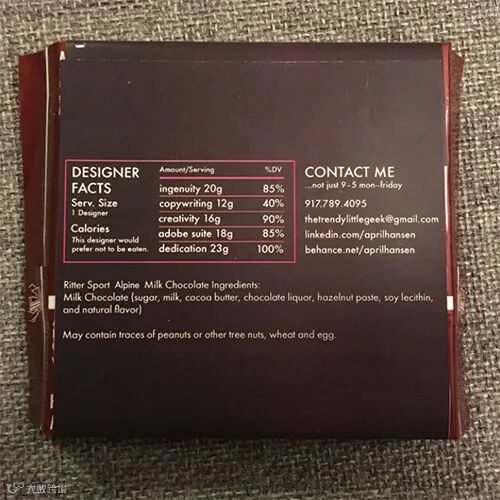 DESIGNER
FACTS
Serv. Size
1 Designer
Calories
This designer would
prefer not to be eaten.
Amount/Serving %DV
ingenuity 20g 85%
copywriting 12g 40%
creativity 16g 90%
adobe suite 18g 85%
dedication 23g 100%
CONTACT ME
...not just 9-5 mon-friday
917.789.4095
thetrendylittlegeek@gmail.com
linkedin.com/aprilhansen
behance.net/aprilhansen
Ritter Sport Alpine Milk Chocolate Ingredients:
Milk Chocolate (sugar, milk, cocoa butter, chocolate liquor, hazelnut paste, soy lecithin,
and natural flavor)
May contain traces of peanuts or other tree nuts, wheat and egg.
大数跨境